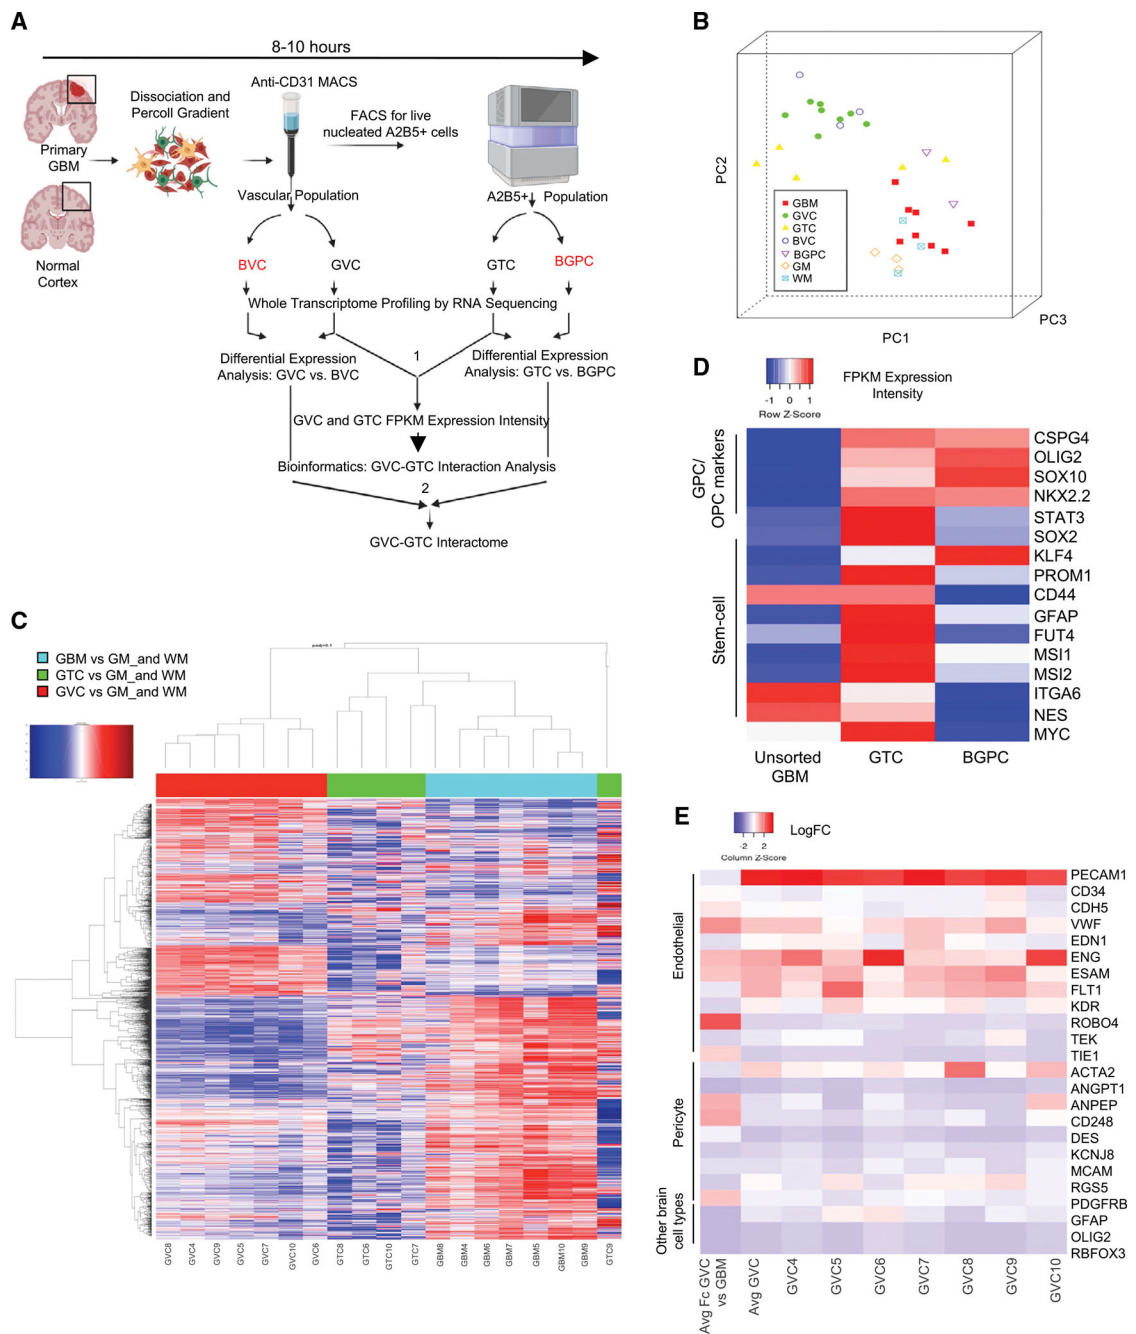 A
8-10 hours
Anti-CD31 MACS
Dissociation and
Percoll Gradient
FACS for live
nucleated A2B5+ cells
Primary
GBM
Vascular Population
A2B5+ Population
Normal
Cortex
BVC
GVC
GTC
BGPC
Whole Transcriptome Profiling by RNA Sequencing
Differential Expression
Analysis: GVC vs. BVC
1
Differential Expression
Analysis: GTC vs. BGPC
GVC and GTC FPKM Expression Intensity
Bioinformatics: GVC-GTC Interaction Analysis
2
GVC-GTC Interactome
B
PC2
GBM
GVC
GTC
BVC
BGPC
GM
WM
PC1
PC3
C
GBM vs GM_and WM
GTC vs GM_and WM
GVC vs GM_and WM
GVC8
GVC4
GVC9
GVC5
GVC7
GVC10
GVC6
GTC8
GTC6
GTC10
GTC7
GBM8
GBM4
GBM6
GBM7
GBM5
GBM10
GBM9
GTC9
D
FPKM Expression
Intensity
-1 0 1
Row Z-Score
GPC/
OPC markers
Stem-cell
CSPG4
OLIG2
SOX10
NKX2.2
STAT3
SOX2
KLF4
PROM1
CD44
GFAP
FUT4
MSI1
MSI2
ITGA6
NES
MYC
Unsorted
GBM
GTC
BGPC
E
LogFC
-2 2
Column Z-Score
Endothelial
Pericyte
Other brain
cell types
PECAM1
CD34
CDH5
VWF
EDN1
ENG
ESAM
FLT1
KDR
ROBO4
TEK
TIE1
ACTA2
ANGPT1
ANPEP
CD248
DES
KCNJ8
MCAM
RGS5
PDGFRB
GFAP
OLIG2
RBFOX3
Avg Fc GVC
vs GBM
Avg GVC
GVC4
GVC5
GVC6
GVC7
GVC8
GVC9
GVC10